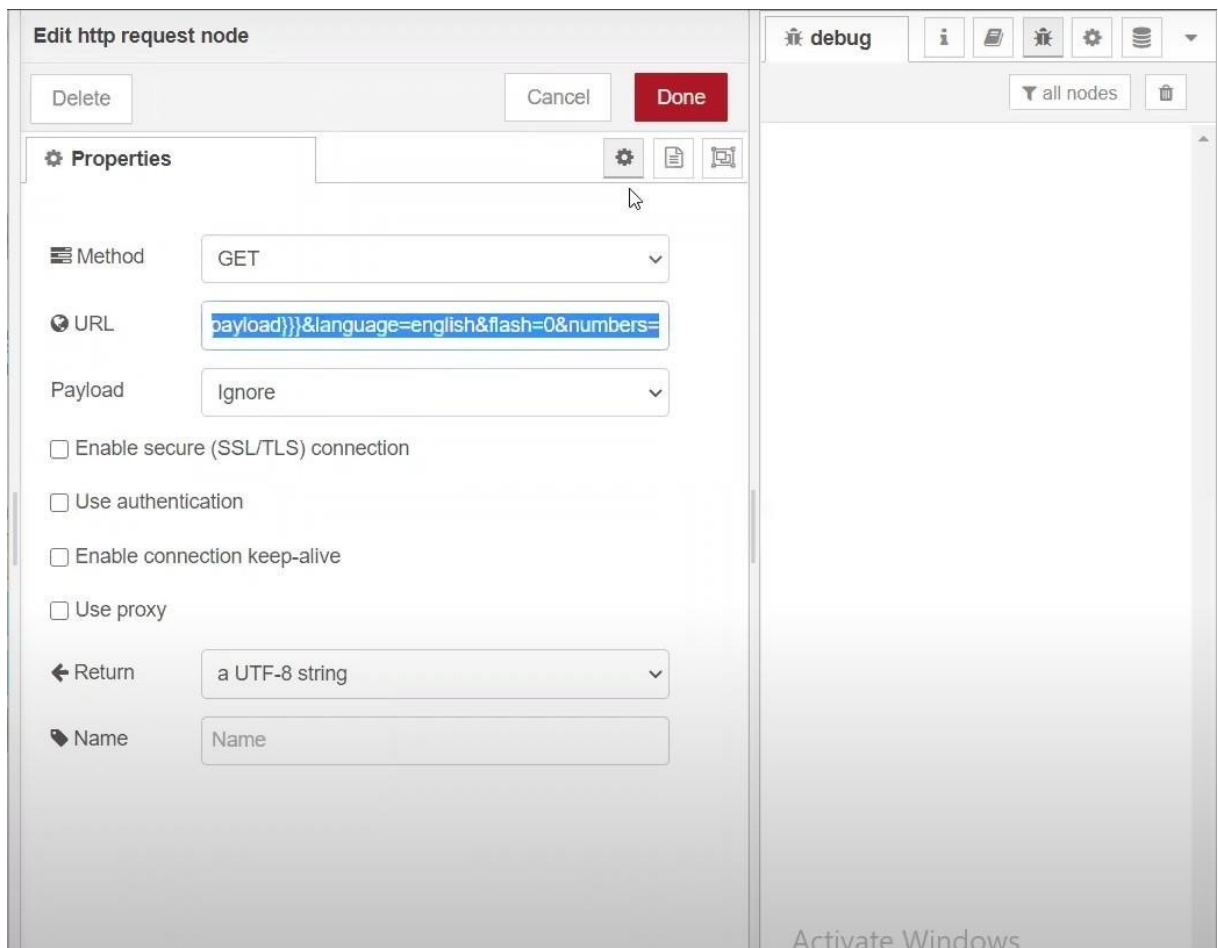 Edit http request node
debug
Delete
Cancel
Done
all nodes
Properties
Method
GET
URL
payload}}}&language=english&flash=0&numbers=
Payload
Ignore
Enable secure (SSL/TLS) connection
Use authentication
Enable connection keep-alive
Use proxy
Return
a UTF-8 string
Name
Name
Activate Windows